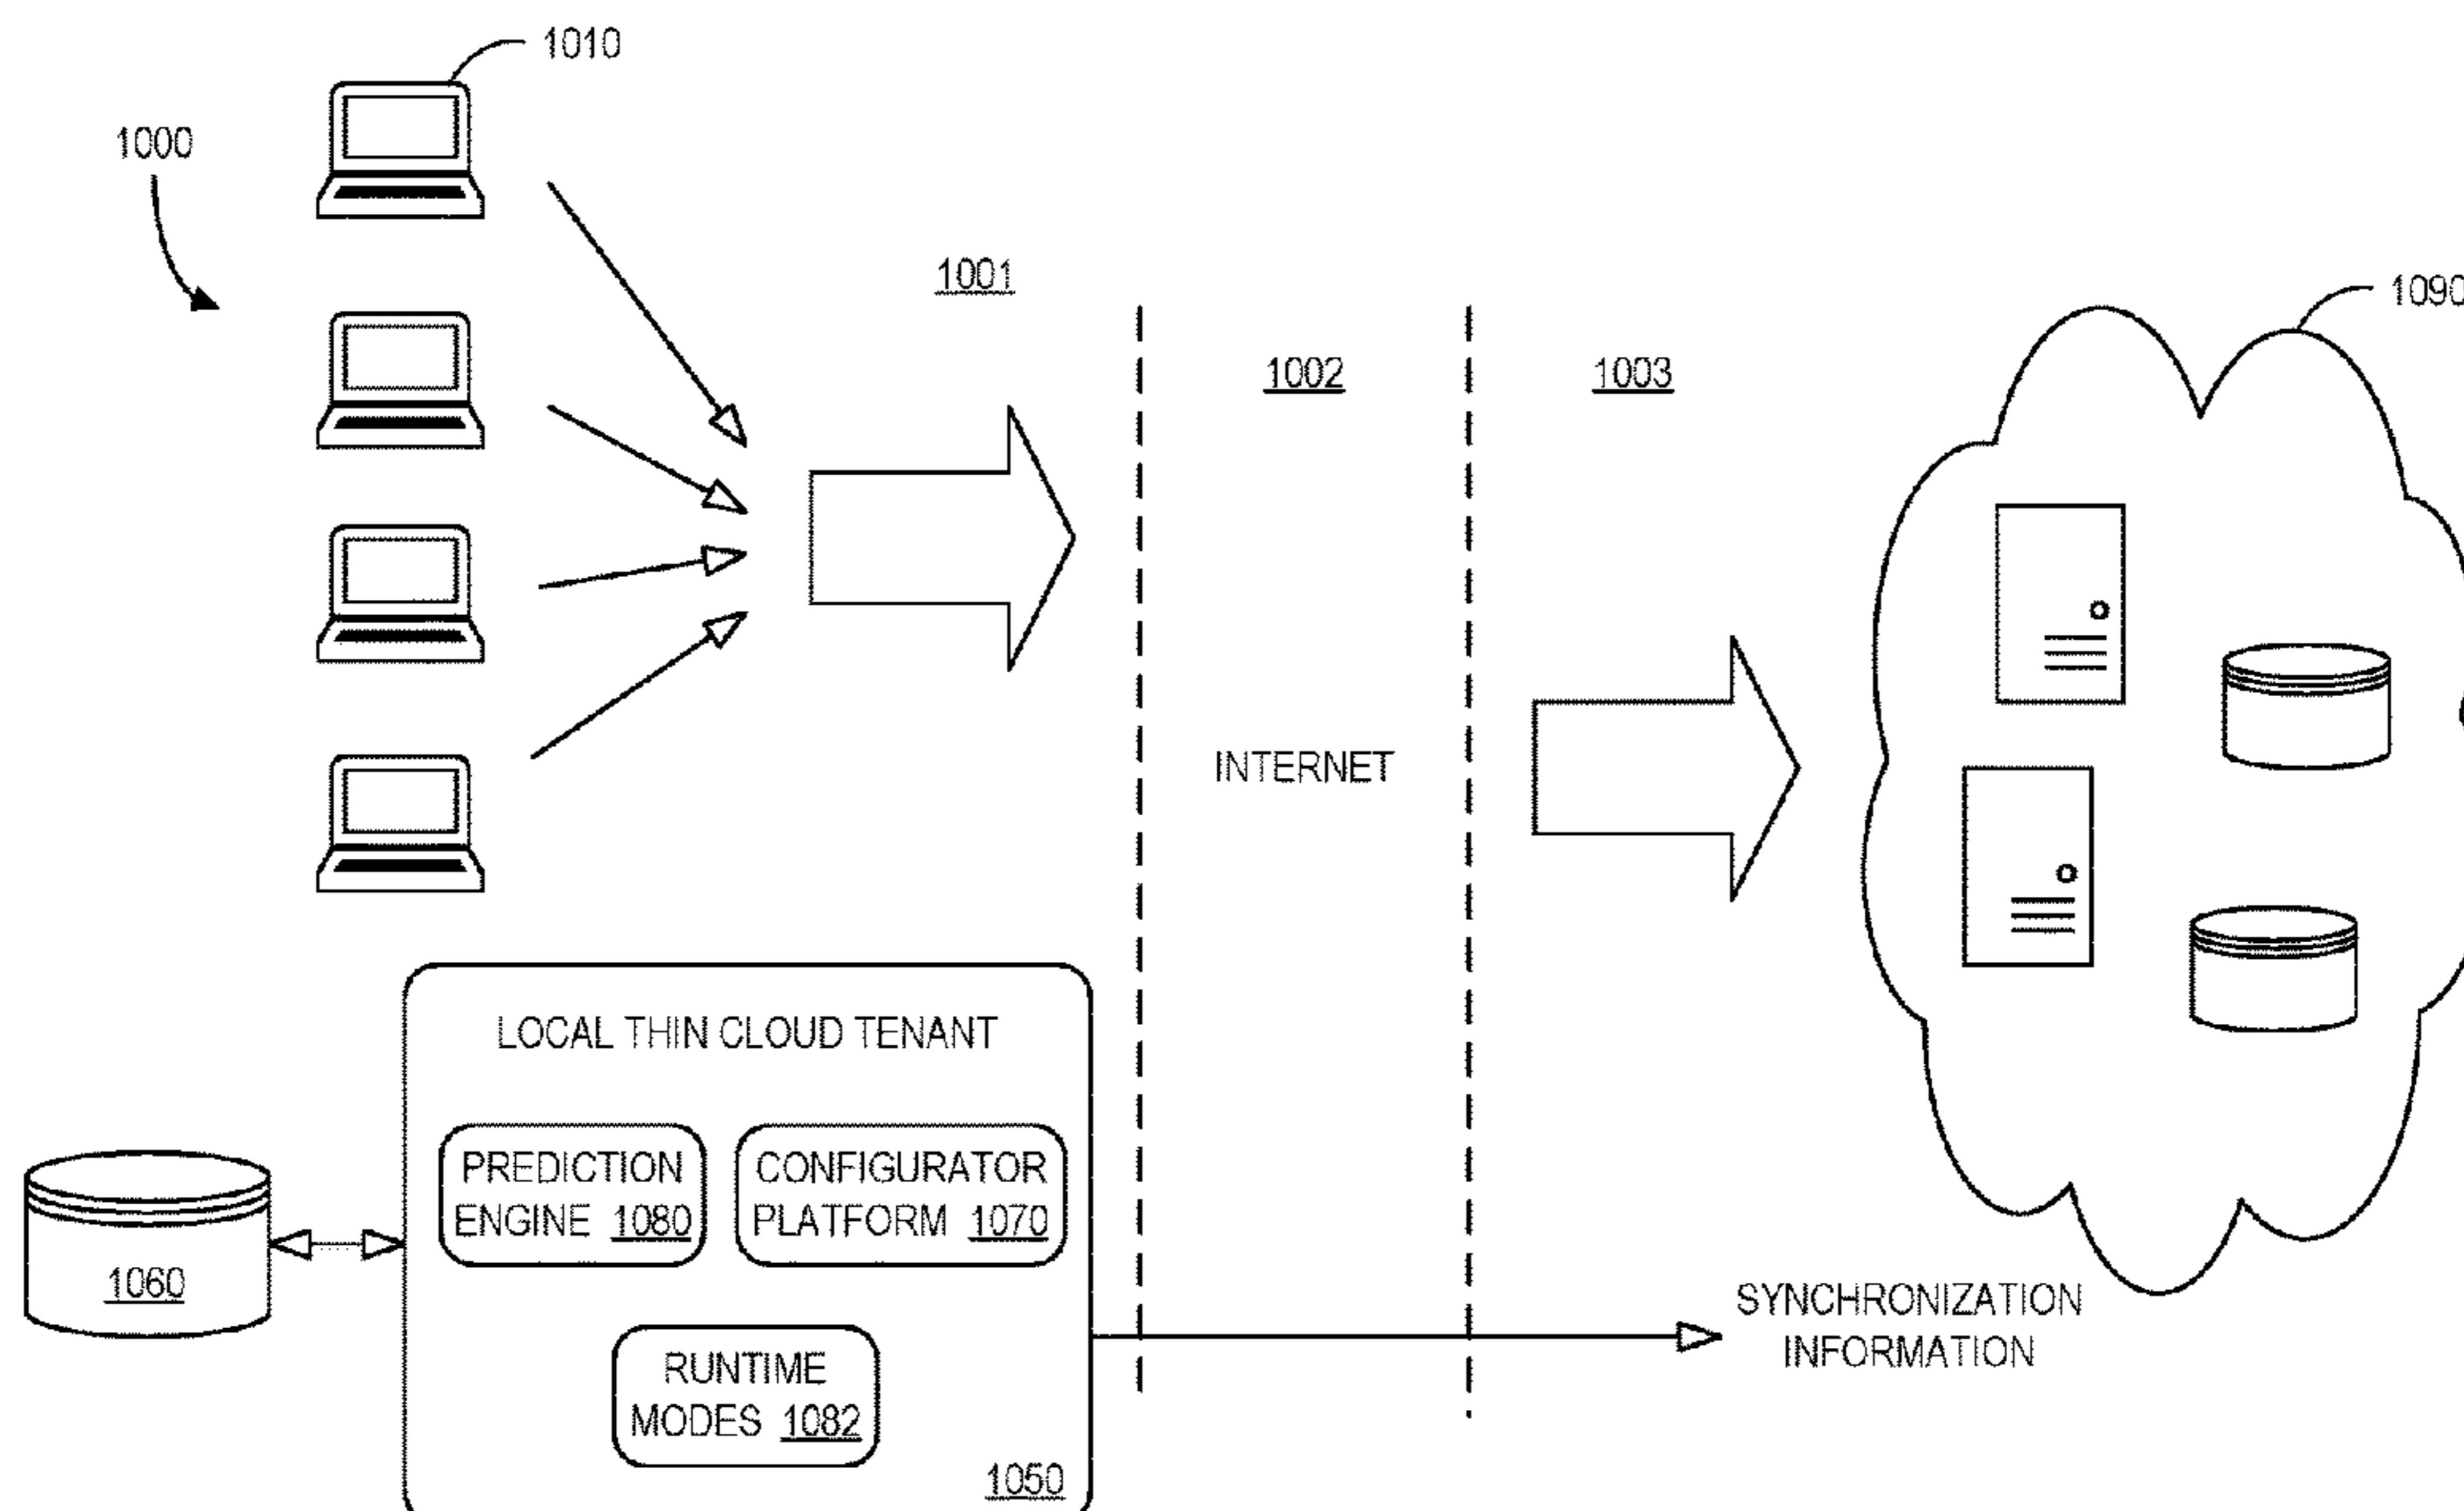 1010
1000
1001
1090
1002
1003
INTERNET
LOCAL THIN CLOUD TENANT
PREDICTION
ENGINE 1080
CONFIGURATOR
PLATFORM 1070
1060
RUNTIME
MODES 1082
1050
SYNCHRONIZATION
INFORMATION